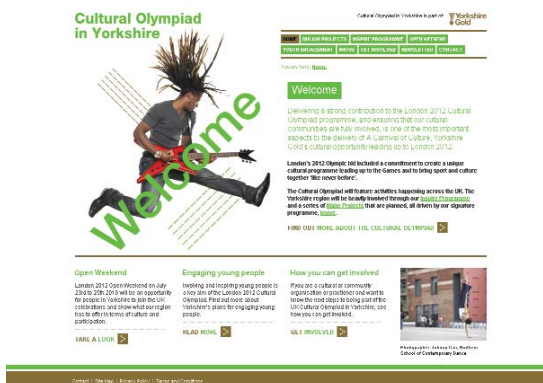 Cultural Olympiad
in Yorkshire
Cultural Olympiad in Yorkshire is part of:
Yorkshire
Gold
HOME
MAJOR PROJECTS
INSPIRE PROGRAMME
OPEN WEEKEND
YOUTH ENGAGEMENT
IMOVE
GET INVOLVED
NEWSLETTER
CONTACT
Welcome
Welcome
Delivering a strong contribution to the London 2012 Cultural
Olympiad programme, and ensuring that our cultural
communities are fully involved, is one of the most important
aspects to the delivery of A Carnival of Culture, Yorkshire
Gold's cultural opportunity leading up to London 2012.
London's 2012 Olympic bid included a commitment to create a unique
cultural programme leading up to the Games and to bring sport and culture
together 'like never before'.
The Cultural Olympiad will feature activities happening across the UK. The
Yorkshire region will be heavily involved through our Inspire Programme
and a series of Major Projects that are planned, all driven by our signature
programme, imove.
FIND OUT MORE ABOUT THE CULTURAL OLYMPIAD
Open Weekend
London 2012 Open Weekend on July
23rd to 25th 2010 will be an opportunity
for people in Yorkshire to join the UK
celebrations and show what our region
has to offer in terms of culture and
participation.
TAKE A LOOK
Engaging young people
Involving and inspiring young people is
a key aim of the London 2012 Cultural
Olympiad. Find out more about
Yorkshire's plans for engaging young
people.
READ MORE
How you can get involved
If you are a cultural or community
organisation or practitioner and want to
know the next steps to being part of the
UK Cultural Olympiad in Yorkshire, see
how you can get involved.
GET INVOLVED
School of Contemporary Dance
Contact | Site Map | Privacy Policy | Terms and Conditions